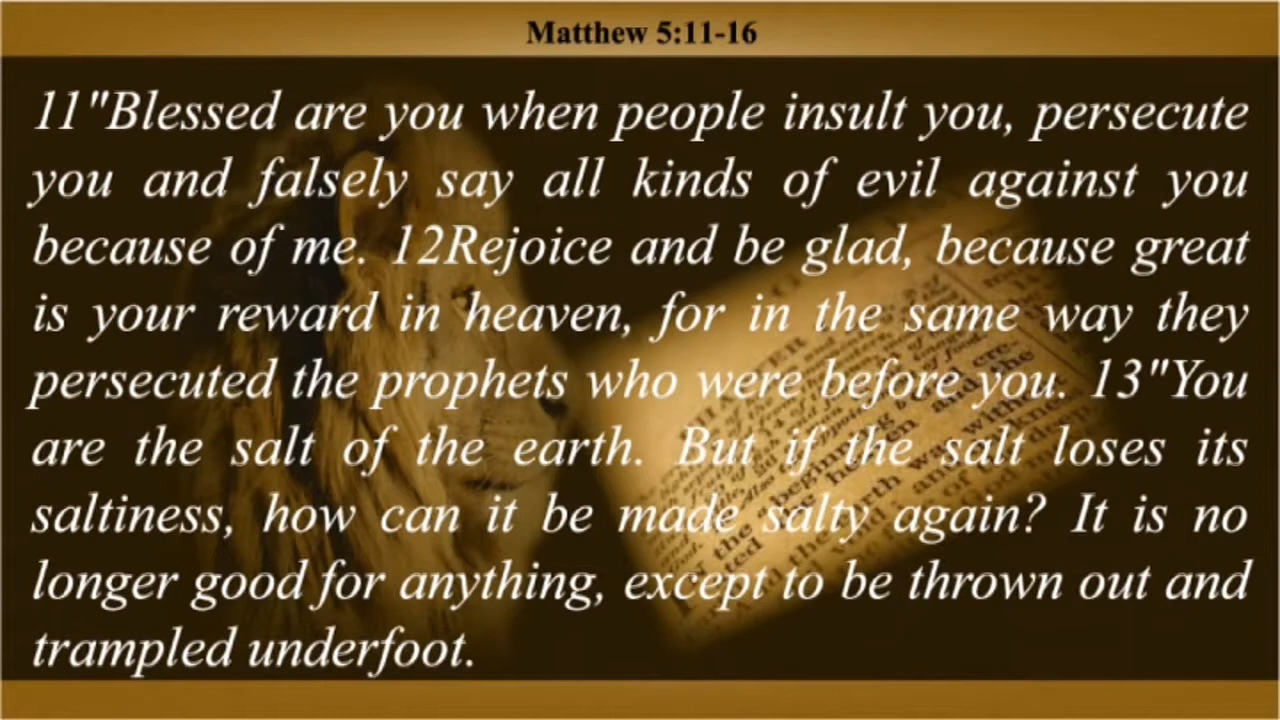 Matthew 5:11-16
11"Blessed are you when people insult you, persecute
you and falsely say all kinds of evil against you
because of me. 12Rejoice and be glad, because great
is your reward in heaven, for in the same way they
persecuted the prophets who were before you. 13"You
are the salt of the earth. But if the salt loses its
saltiness, how can it be made salty again? It is no
longer good for anything, except to be thrown out and
trampled underfoot.